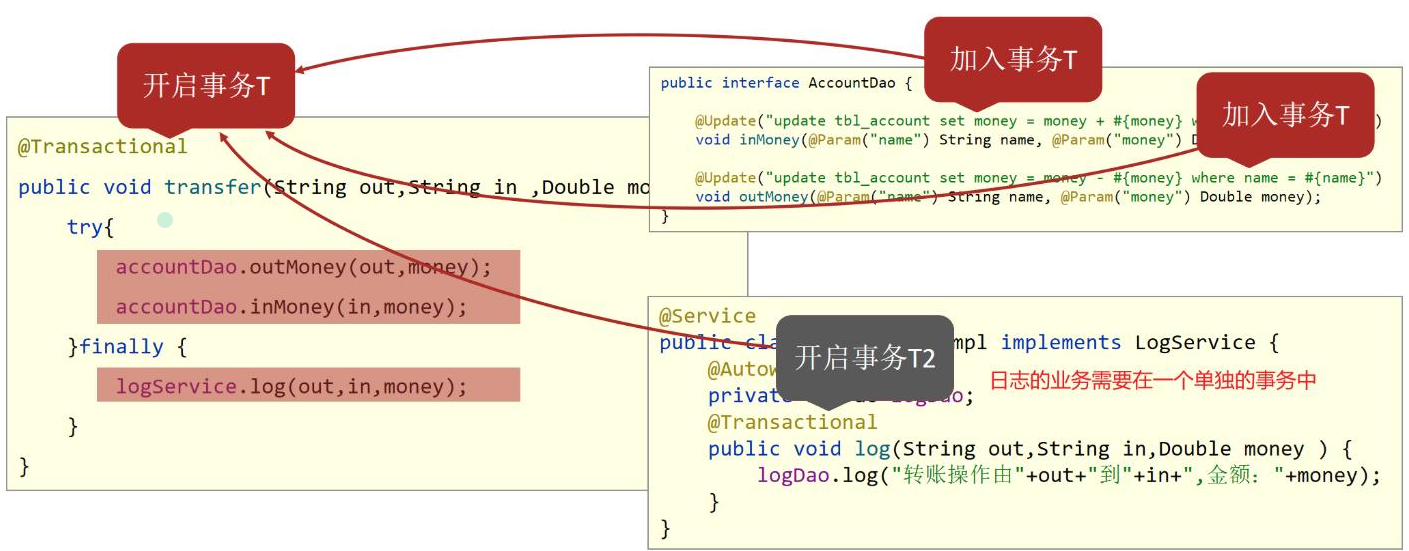 开启事务T
@Transactional
public void transfer(String out,String in ,Double mo
try{
accountDao.outMoney(out,money);
accountDao.inMoney(in,money);
}finally {
logService.log(out,in,money);
}
}
加入事务T
加入事务T
public interface AccountDao {
@Update("update tbl_account set money = money + #{money} w )
void inMoney(@Param("name") String name, @Param("money") D
@Update("update tbl_account set money = money - #{money} where name = #{name}")
void outMoney(@Param("name") String name, @Param("money") Double money);
}
开启事务T2
@Service
public cla mpl implements LogService {
@Autow
日志的业务需要在一个单独的事务中
private logDao;
@Transactional
public void log(String out,String in,Double money ) {
logDao.log("转账操作由"+out+"到"+in+",金额："+money);
}
}